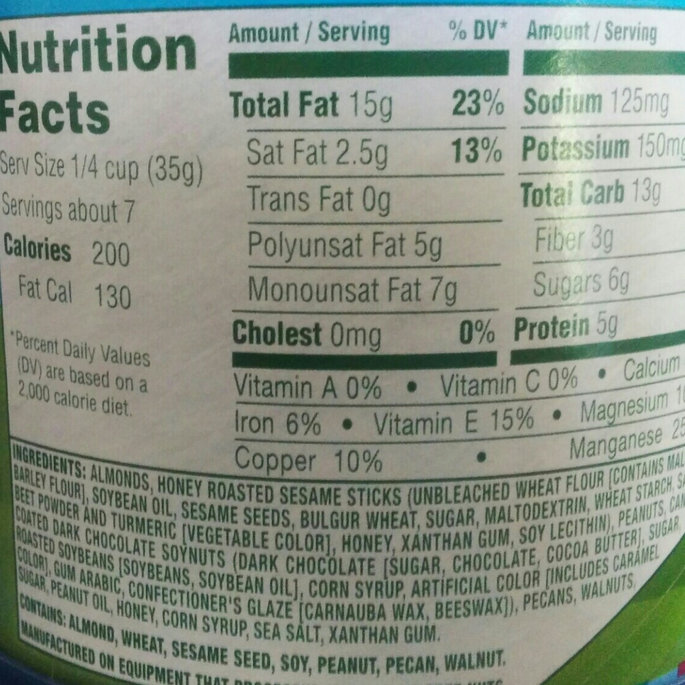 Nutrition
Facts
Serv Size 1/4 cup (35g)
Servings about 7
Calories 200
Fat Cal 130
*Percent Daily Values
(DV) are based on a
2,000 calorie diet.
Amount / Serving % DV*
Total Fat 15g 23%
Sat Fat 2.5g 13%
Trans Fat 0g
Polyunsat Fat 5g
Monounsat Fat 7g
Cholest 0mg 0%
Amount / Serving
Sodium 125mg
Potassium 150mg
Total Carb 13g
Fiber 3g
Sugars 6g
Protein 5g
Vitamin A 0% • Vitamin C 0% • Calcium
Iron 6% • Vitamin E 15% • Magnesium
Copper 10% • Manganese
INGREDIENTS: ALMONDS, HONEY ROASTED SESAME STICKS (UNBLEACHED WHEAT FLOUR [CONTAINS
BARLEY FLOUR], SOYBEAN OIL, SESAME SEEDS, BULGUR WHEAT, SUGAR, MALTODEXTRIN, WHEAT STARCH,
BEET POWDER AND TURMERIC [VEGETABLE COLOR], HONEY, XANTHAN GUM, SOY LECITHIN), PEANUTS,
COATED DARK CHOCOLATE SOYNUTS (DARK CHOCOLATE [SUGAR, CHOCOLATE, COCOA BUTTER], SUGAR,
ROASTED SOYBEANS [SOYBEANS, SOYBEAN OIL], CORN SYRUP, ARTIFICIAL COLOR [INCLUDES CARAMEL
COLOR], GUM ARABIC, CONFECTIONER'S GLAZE [CARNAUBA WAX, BEESWAX]), PECANS, WALNUTS,
SUGAR, PEANUT OIL, HONEY, CORN SYRUP, SEA SALT, XANTHAN GUM.
CONTAINS: ALMOND, WHEAT, SESAME SEED, SOY, PEANUT, PECAN, WALNUT.
MANUFACTURED ON EQUIPMENT THAT